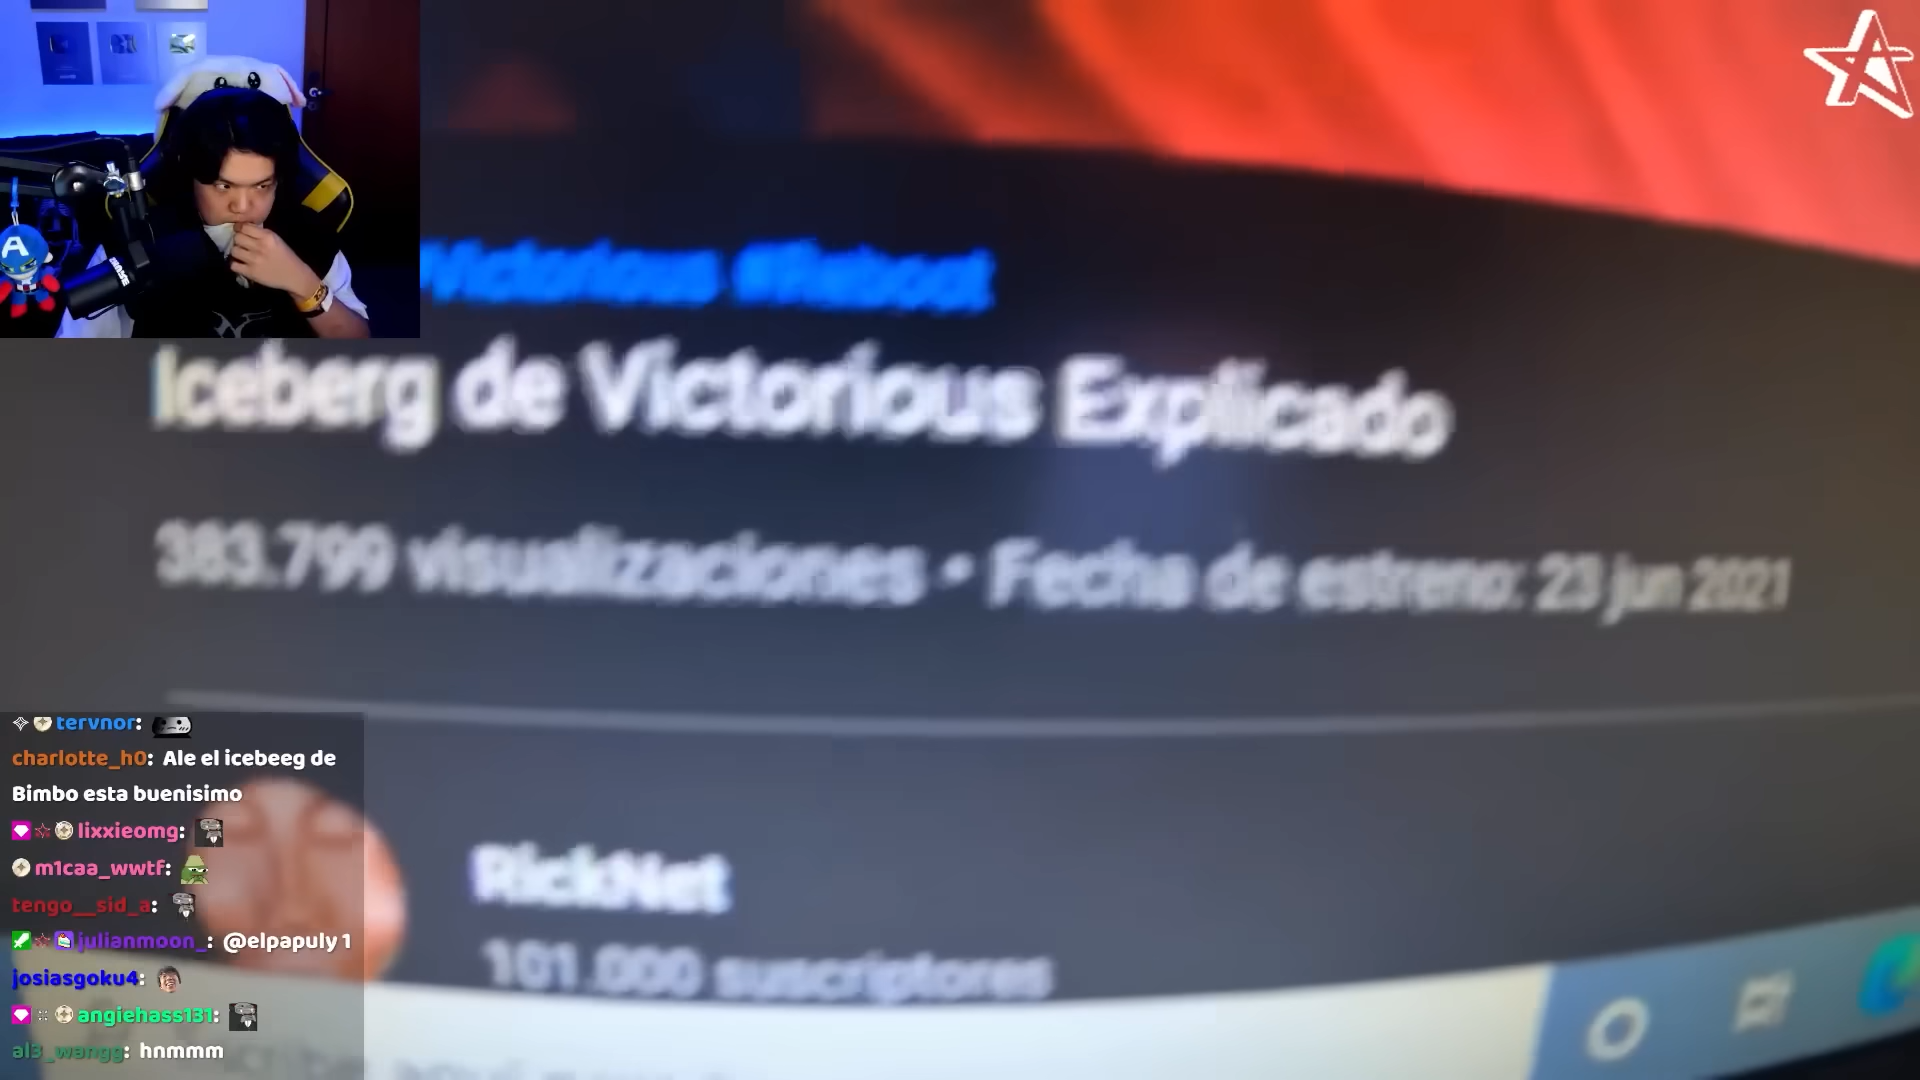 Victorious #Reboot
Iceberg de Victorious Explicado
383.799 visualizaciones • Fecha de estreno: 23 jun 2021
RickNet
101.000 suscriptores
tervnor:
charlotte_h0: Ale el icebeeg de
Bimbo esta buenisimo
lixxieomg:
m1caa_wwtf:
tengo__sid_a:
julianmoon_: @elpapuly 1
josiasgoku4:
angiehass131:
al3_wangg: hnmmm